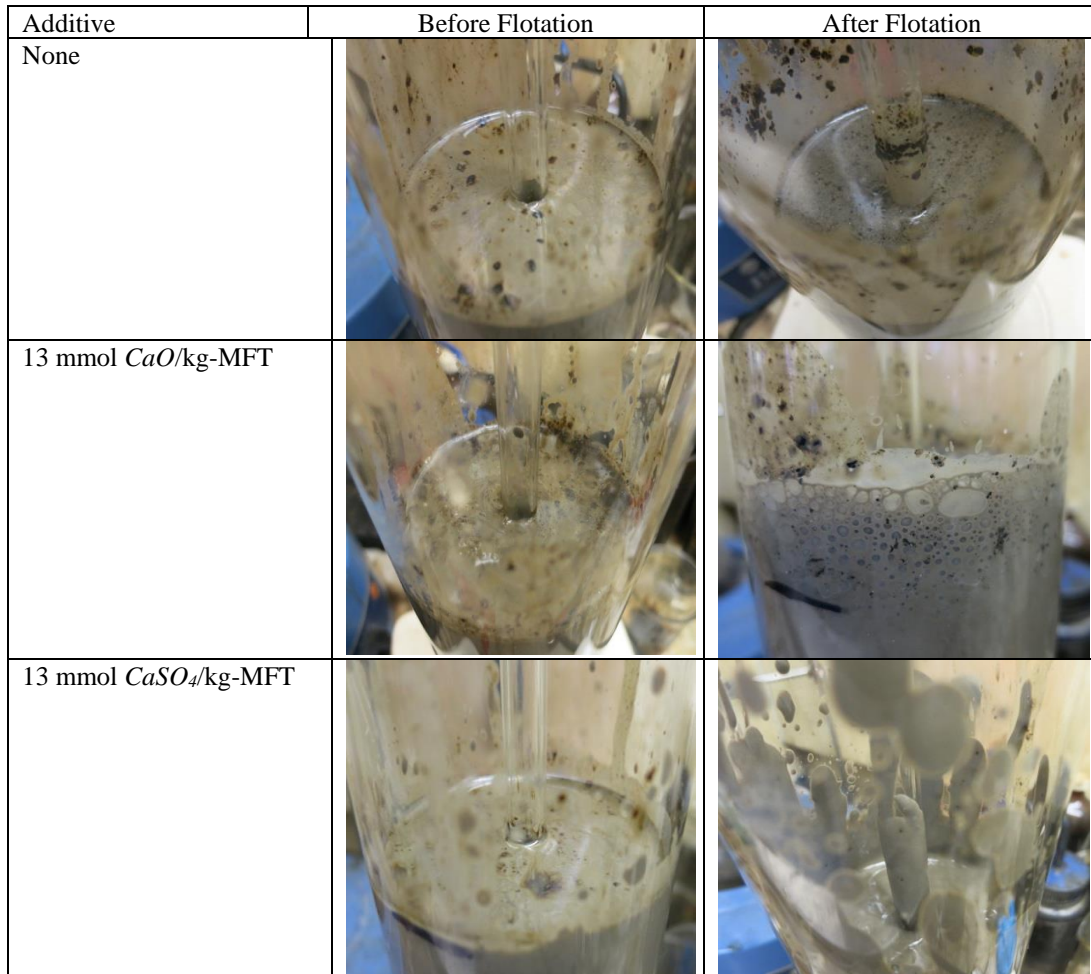 Additive Before Flotation After Flotation
None
13 mmol CaO/kg-MFT
13 mmol CaSO₄/kg-MFT